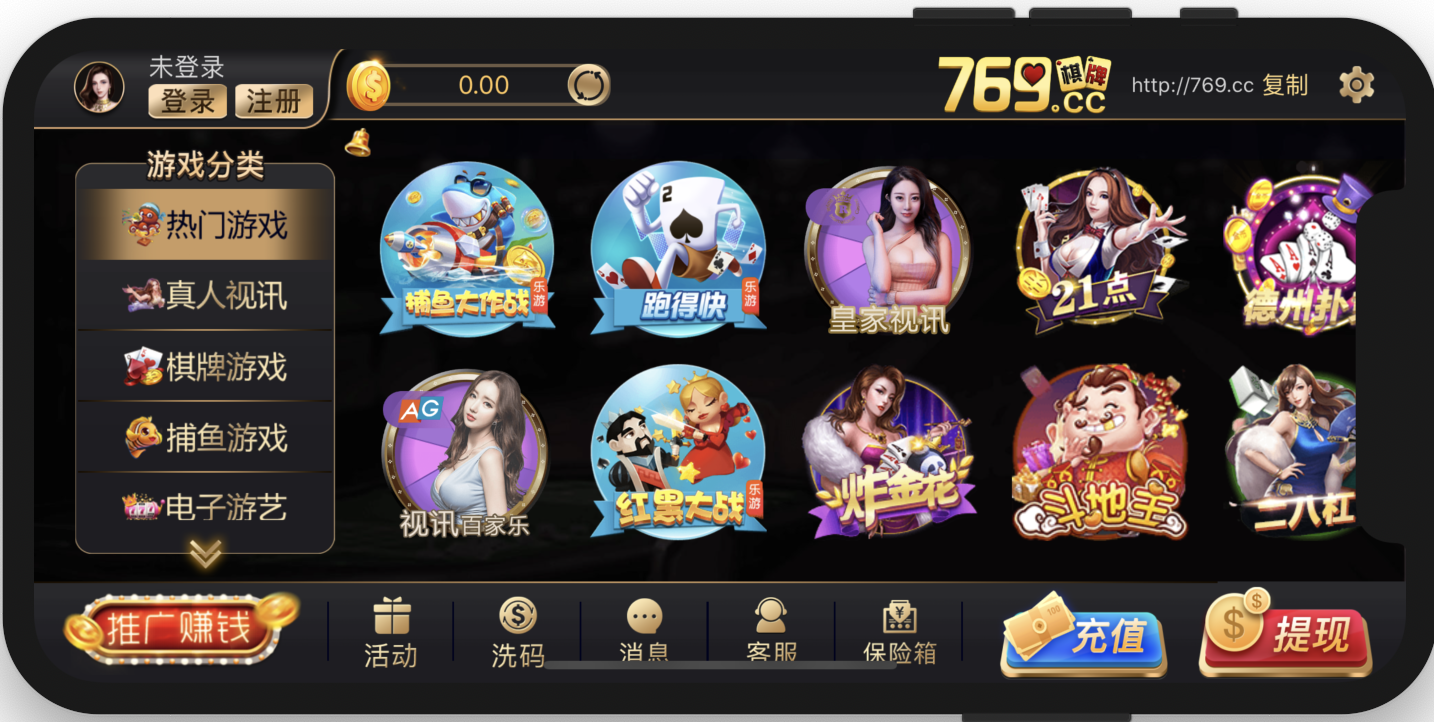 未登录
登录
注册
0.00
769棋牌.CC
http://769.cc 复制
游戏分类
热门游戏
真人视讯
棋牌游戏
捕鱼游戏
电子游艺
捕鱼大作战
乐游
2
跑得快
乐游
皇家视讯
21点
德州扑
AG
视讯百家乐
红黑大战
乐游
炸金花
斗地主
二八杠
推广赚钱
活动
洗码
消息
客服
保险箱
100
充值
提现